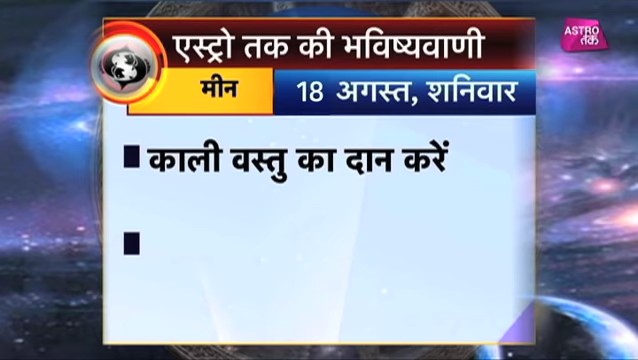 ASTRO
तक
एस्ट्रो तक की भविष्यवाणी
मीन
18 अगस्त, शनिवार
काली वस्तु का दान करें